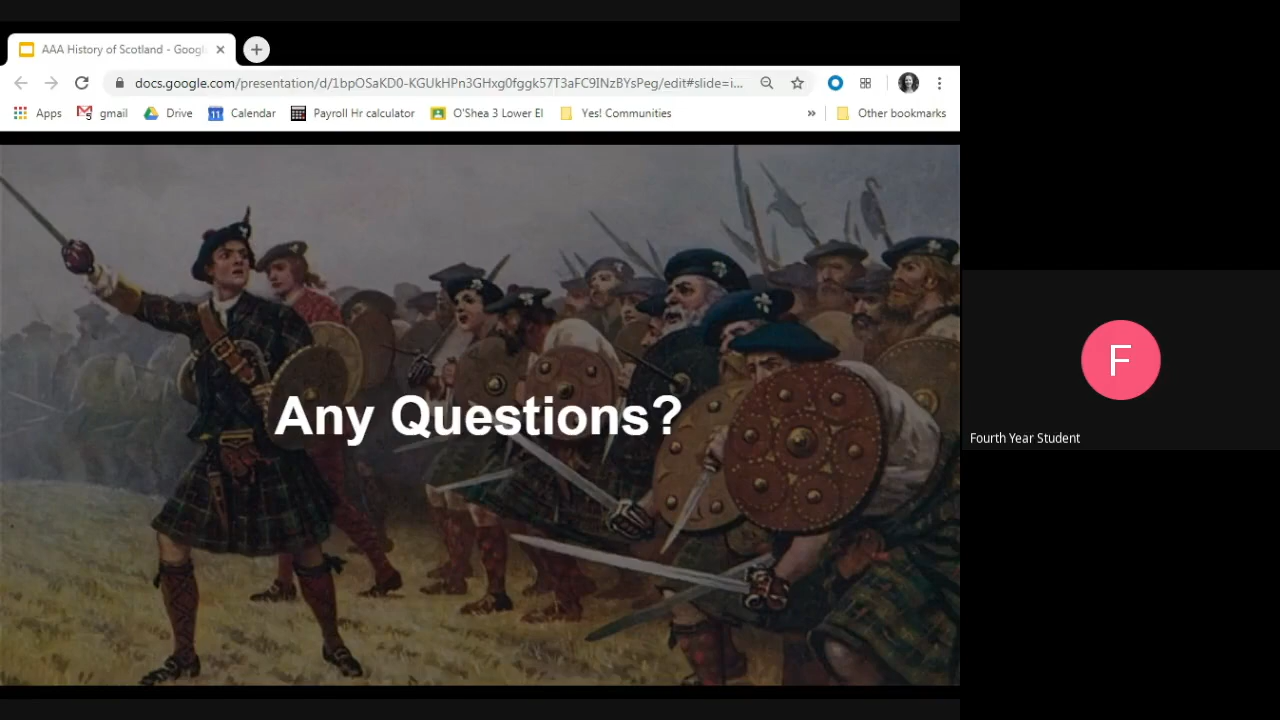 AAA History of Scotland - Googl
docs.google.com/presentation/d/1bpOSaKD0-KGUkHPn3GHxg0fggk57T3aFC9INzBYsPeg/edit#slide=i...
Apps
gmail
Drive
11
Calendar
Payroll Hr calculator
O'Shea 3 Lower El
Yes! Communities
»
Other bookmarks
Any Questions?
F
Fourth Year Student